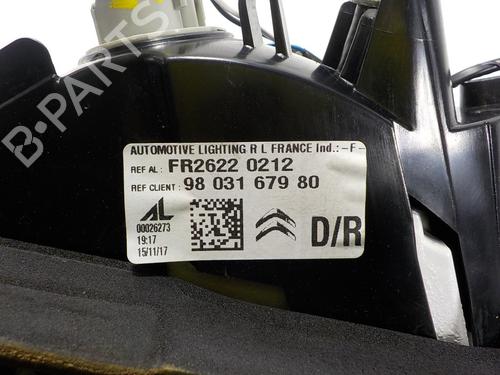 B-PARTS
AUTOMOTIVE LIGHTING R L FRANCE Ind.: -F-
REF AL : FR2622 0212
REF CLIENT : 98 031 679 80
AL
00026273
19:17
15/11/17
D/R